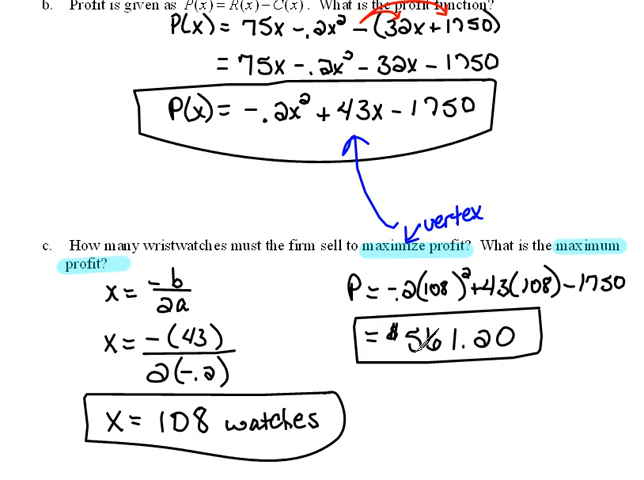 b. Profit is given as P(x) = R(x) – C(x). What is the profit function?
P(x) = 75x - .2x² - (32x + 1750)
= 75x - .2x² - 32x - 1750
P(x) = -.2x² + 43x - 1750
vertex
c. How many wristwatches must the firm sell to maximize profit? What is the maximum
profit?
x = -b/2a
x = -(43)/2(-.2)
x = 108 watches
P = -.2(108)² + 43(108) - 1750
= $561.20